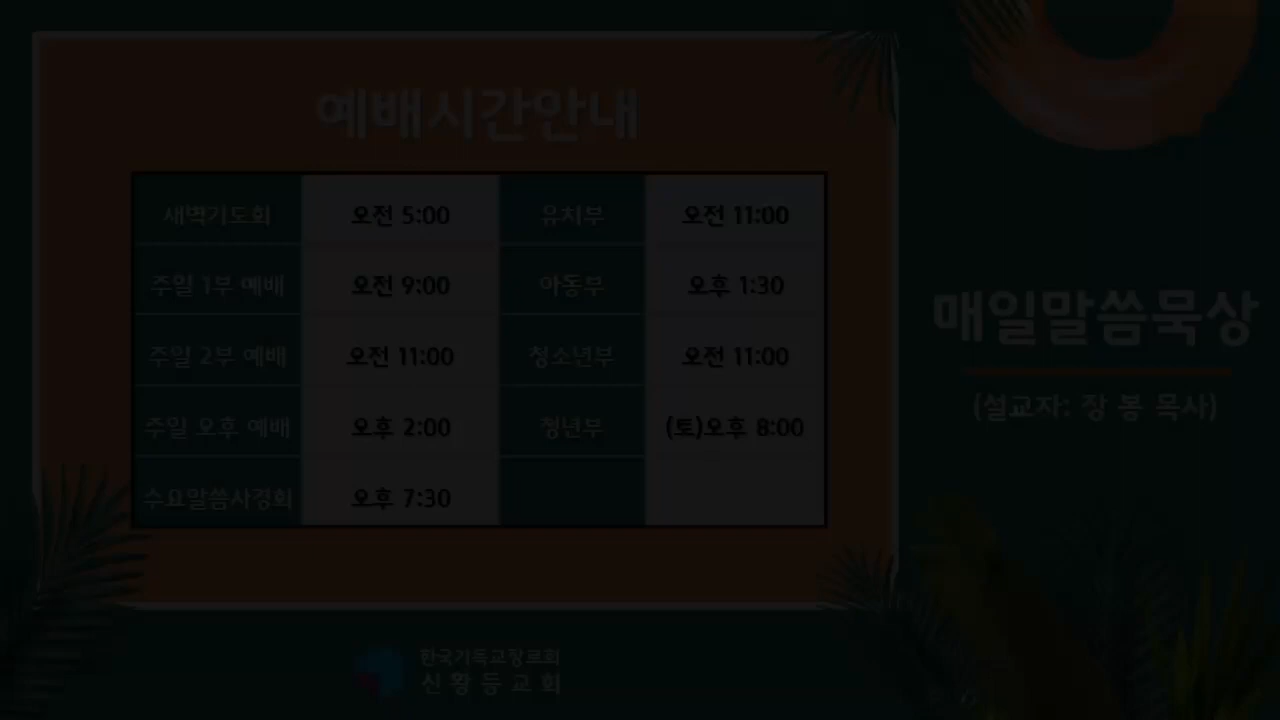 예배시간안내
새벽기도회 오전 5:00 유치부 오전 11:00
주일 1부 예배 오전 9:00 아동부 오후 1:30
주일 2부 예배 오전 11:00 청소년부 오전 11:00
주일 오후 예배 오후 2:00 청년부 (토)오후 8:00
수요말씀사경회 오후 7:30
매일말씀묵상
(설교자: 장 봉 목사)
한국기독교장로회
신 황 등 교 회